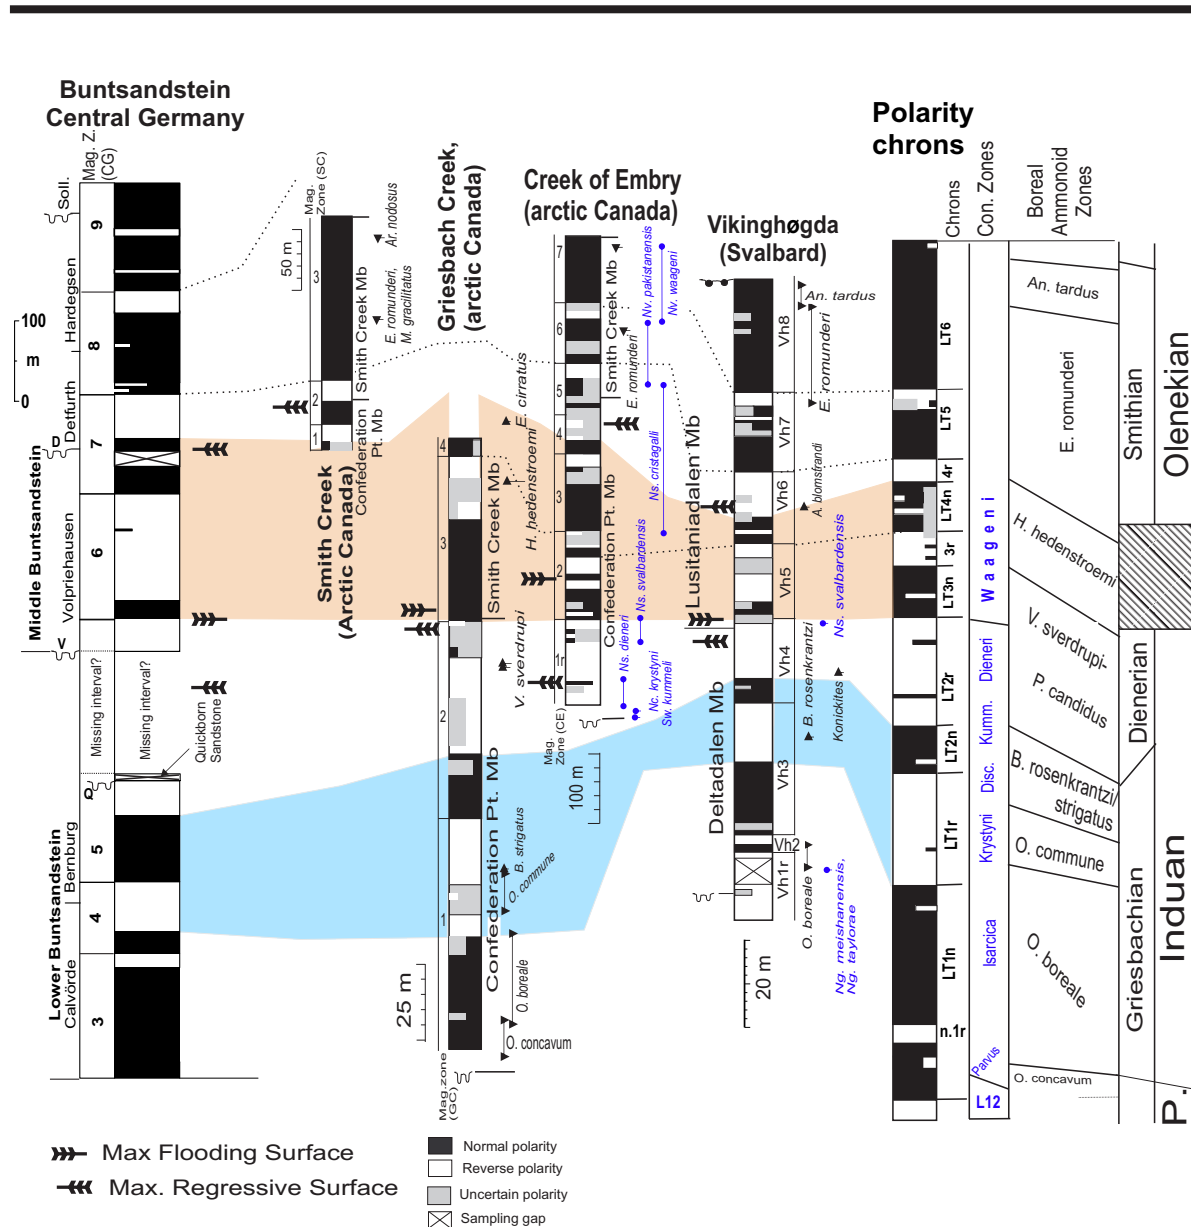 Buntsandstein
Central Germany
Mag. Z.
(CG)
Soll.
Hardegsen
Detfurth
Volpriehausen
Middle Buntsandstein
D
V
Q
Missing interval?
Missing interval?
Quickborn
Sandstone
Lower Buntsandstein
Bernburg
Calvörde
9
8
7
6
5
4
3
100
m
0
Mag.
Zone (SC)
50 m
3
2
1
Ar. nodosus
E. romunderi,
M. gracilitatus
Smith Creek Mb
Confederation
Pt. Mb
Smith Creek
(Arctic Canada)
Griesbach Creek,
(arctic Canada)
4
3
2
1
E. cirratus
H. hedenstroemi
Smith Creek Mb
V. sverdrupi
Confederation Pt. Mb
B. strigatus
O. commune
O. boreale
O. concavum
25 m
Mag.zone
(GC)
Creek of Embry
(arctic Canada)
7
6
5
4
3
2
1r
Smith Creek Mb
E. romunderi
Confederation Pt. Mb
Nv. pakistanensis
Nv. waageni
Ns. cristagalli
Ns. svalbardensis
Ns. dieneri
Nc. krystyni
Sw. kummeli
Mag.
Zone (CE)
100 m
Vikinghøgda
(Svalbard)
Vh8
Vh7
Vh6
Vh5
Vh4
Vh3
Vh2
Vh1r
An. tardus
E. romunderi
A. blomstrandi
Lusitaniadalen Mb
Ns. svalbardensis
B. rosenkrantzi
Konickites
Deltadalen Mb
O. boreale
Ng. meishanensis,
Ng. taylorae
20 m
Polarity
chrons
Chrons
Con. Zones
Boreal
Ammonoid
Zones
LT6
LT5
4r
LT4n
3r
LT3n
LT2r
LT2n
LT1r
LT1n
n.1r
Waageni
Dieneri
Kumm.
Disc.
Krystyni
Isarcica
Parvus
L12
An. tardus
E. romunderi
H. hedenstroemi
V. sverdrupi-
P. candidus
B. rosenkrantzi/
strigatus
O. commune
O. boreale
O. concavum
Smithian
Dienerian
Griesbachian
Olenekian
Induan
P.
Max Flooding Surface
Max. Regressive Surface
Normal polarity
Reverse polarity
Uncertain polarity
Sampling gap